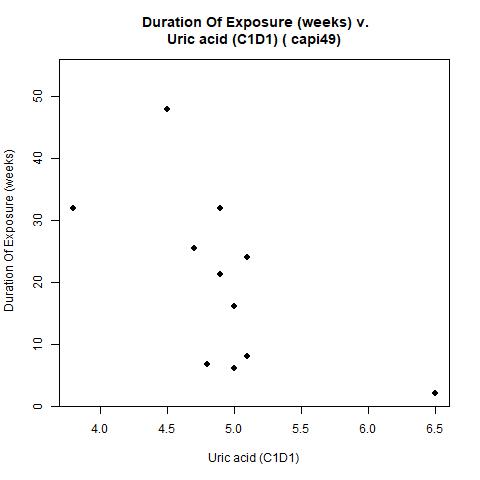 Duration Of Exposure (weeks) v.
Uric acid (C1D1) ( capi49)
Duration Of Exposure (weeks)
50
40
30
20
10
0
4.0 4.5 5.0 5.5 6.0 6.5
Uric acid (C1D1)